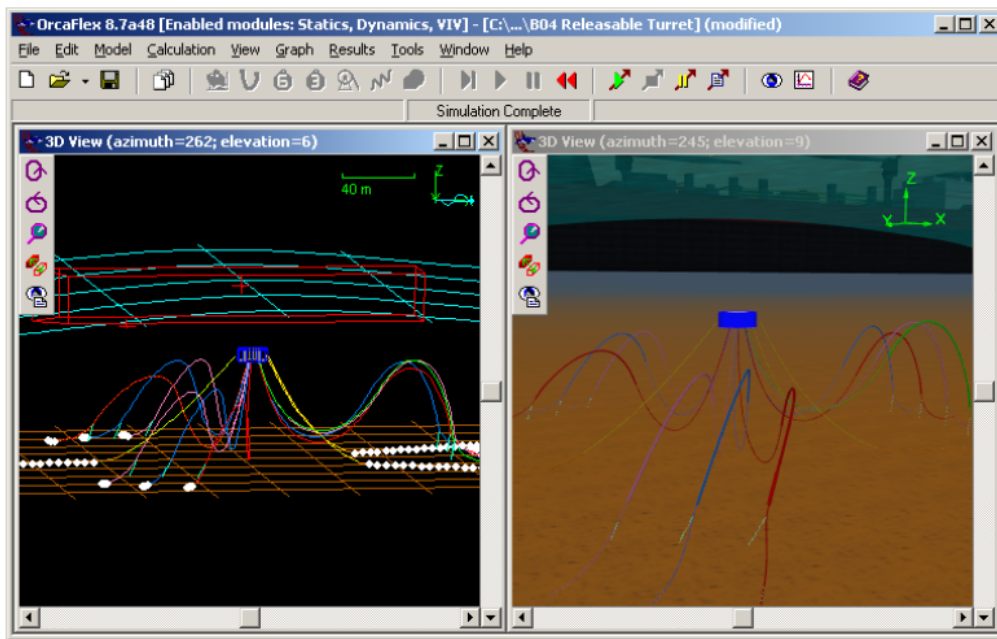 OrcaFlex 8.7a48 [Enabled modules: Statics, Dynamics, VIV] - [C:\...\B04 Releasable Turret] (modified)
File Edit Model Calculation View Graph Results Tools Window Help
Simulation Complete
3D View (azimuth=262; elevation=6)
3D View (azimuth=245; elevation=9)
40 m
Z
Z
Y
X